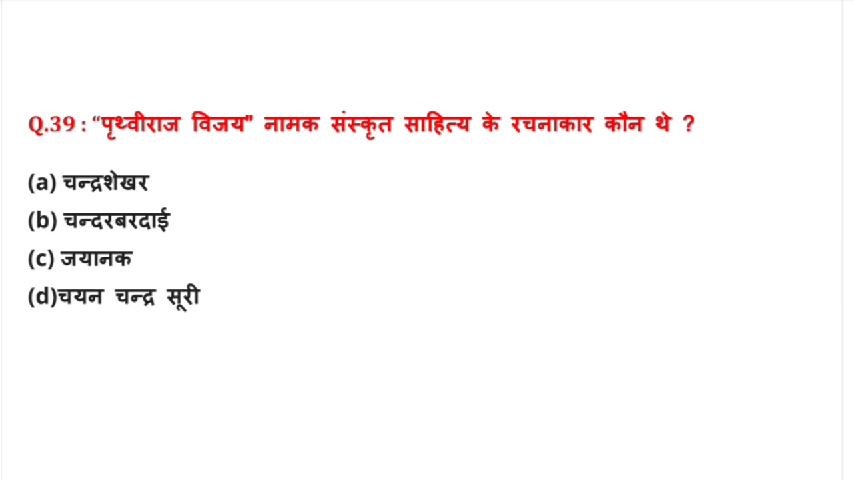 Q.39 : “पृथ्वीराज विजय" नामक संस्कृत साहित्य के रचनाकार कौन थे ?
(a) चन्द्रशेखर
(b) चन्दरबरदाई
(c) जयानक
(d)चयन चन्द्र सूरी